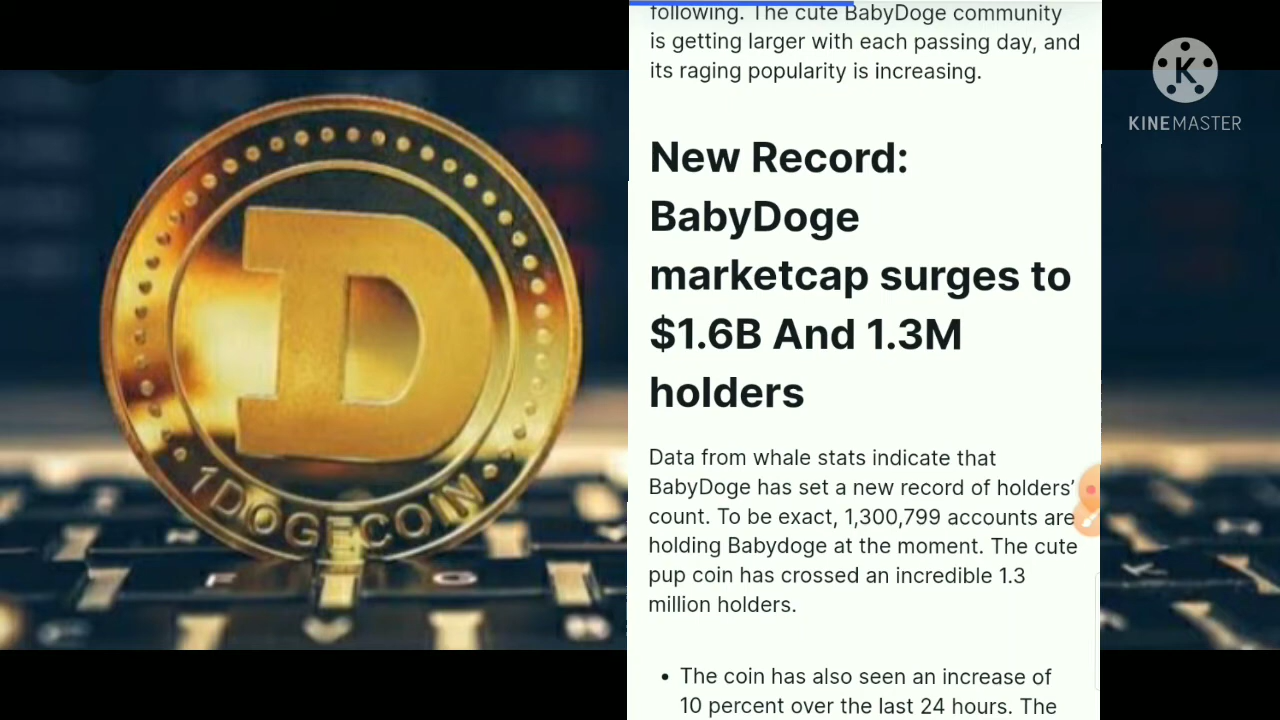 following. The cute BabyDoge community
is getting larger with each passing day, and
its raging popularity is increasing.
New Record:
BabyDoge
marketcap surges to
$1.6B And 1.3M
holders
Data from whale stats indicate that
BabyDoge has set a new record of holders’
count. To be exact, 1,300,799 accounts are
holding Babydoge at the moment. The cute
pup coin has crossed an incredible 1.3
million holders.
• The coin has also seen an increase of
10 percent over the last 24 hours. The
D
1 DOGECOIN
K
KINEMASTER